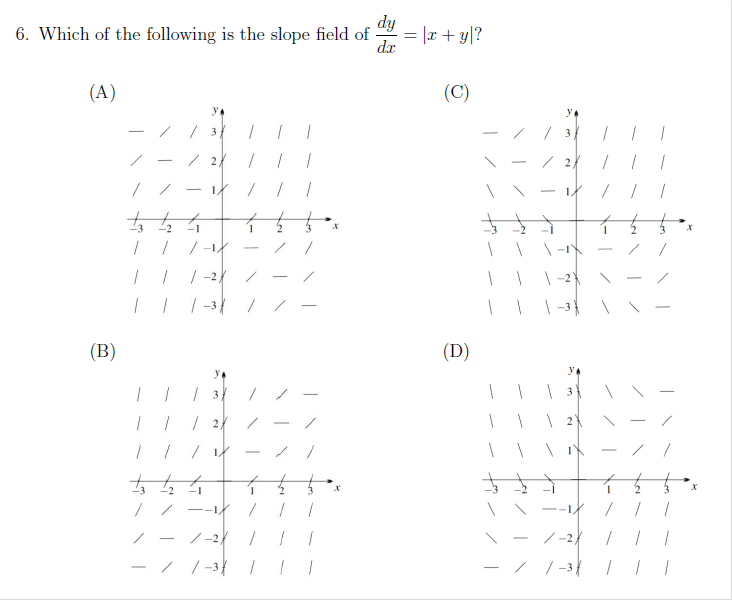 6. Which of the following is the slope field of dy/dx = |x + y|?
(A) (C)
y y
3 3
2 2
1 1
-3 -2 -1 1 2 3 x -3 -2 -1 1 2 3 x
-1 -1
-2 -2
-3 -3
(B) (D)
y y
3 3
2 2
1 1
-3 -2 -1 1 2 3 x -3 -2 -1 1 2 3 x
-1 -1
-2 -2
-3 -3